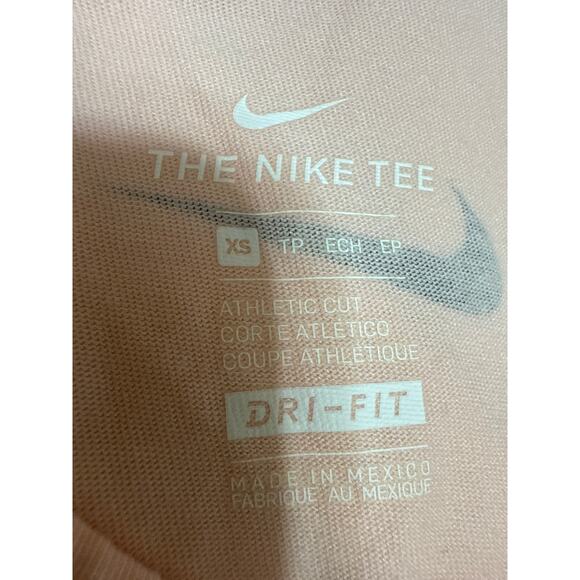 THE NIKE TEE
XS TP ECH EP
ATHLETIC CUT
CORTE ATLÉTICO
COUPE ATHLÉTIQUE
DRI-FIT
MADE IN MEXICO
FABRIQUÉ AU MEXIQUE